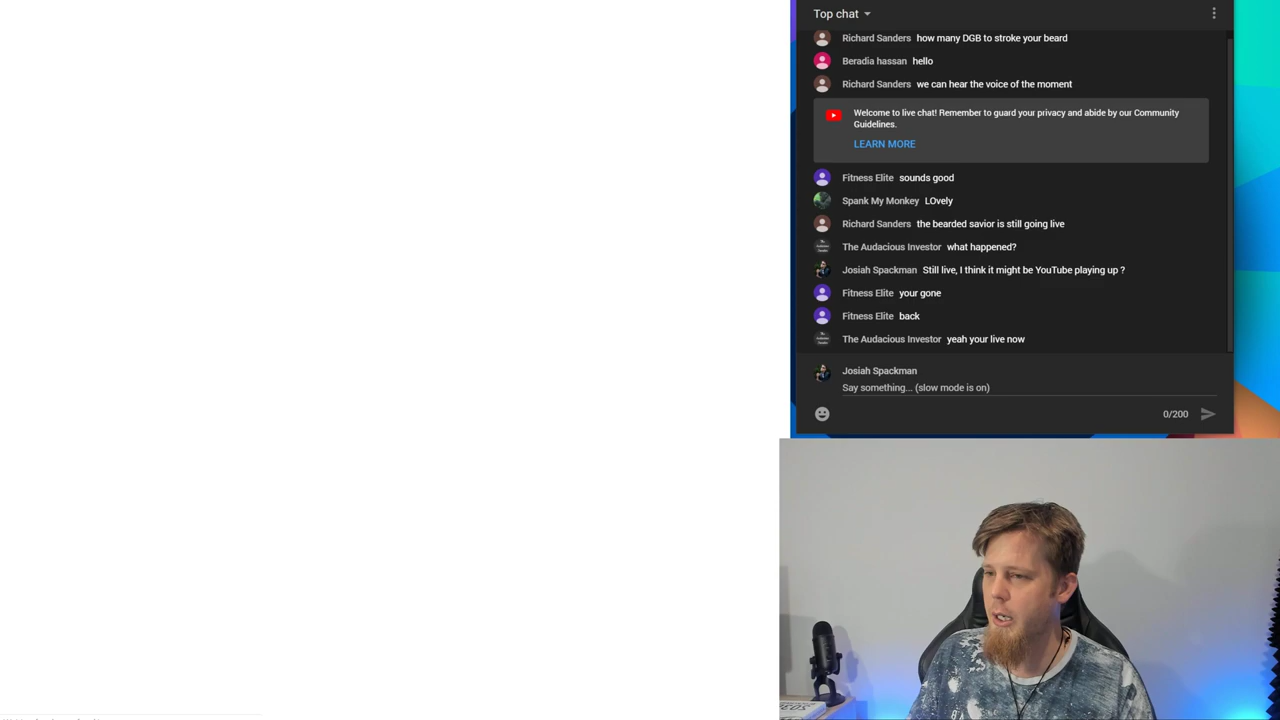 Top chat
Richard Sanders how many DGB to stroke your beard
Beradia hassan hello
Richard Sanders we can hear the voice of the moment
Welcome to live chat! Remember to guard your privacy and abide by our Community
Guidelines.
LEARN MORE
Fitness Elite sounds good
Spank My Monkey LOvely
Richard Sanders the bearded savior is still going live
The Audacious Investor what happened?
Josiah Spackman Still live, I think it might be YouTube playing up ?
Fitness Elite your gone
Fitness Elite back
The Audacious Investor yeah your live now
Josiah Spackman
Say something... (slow mode is on)
0/200